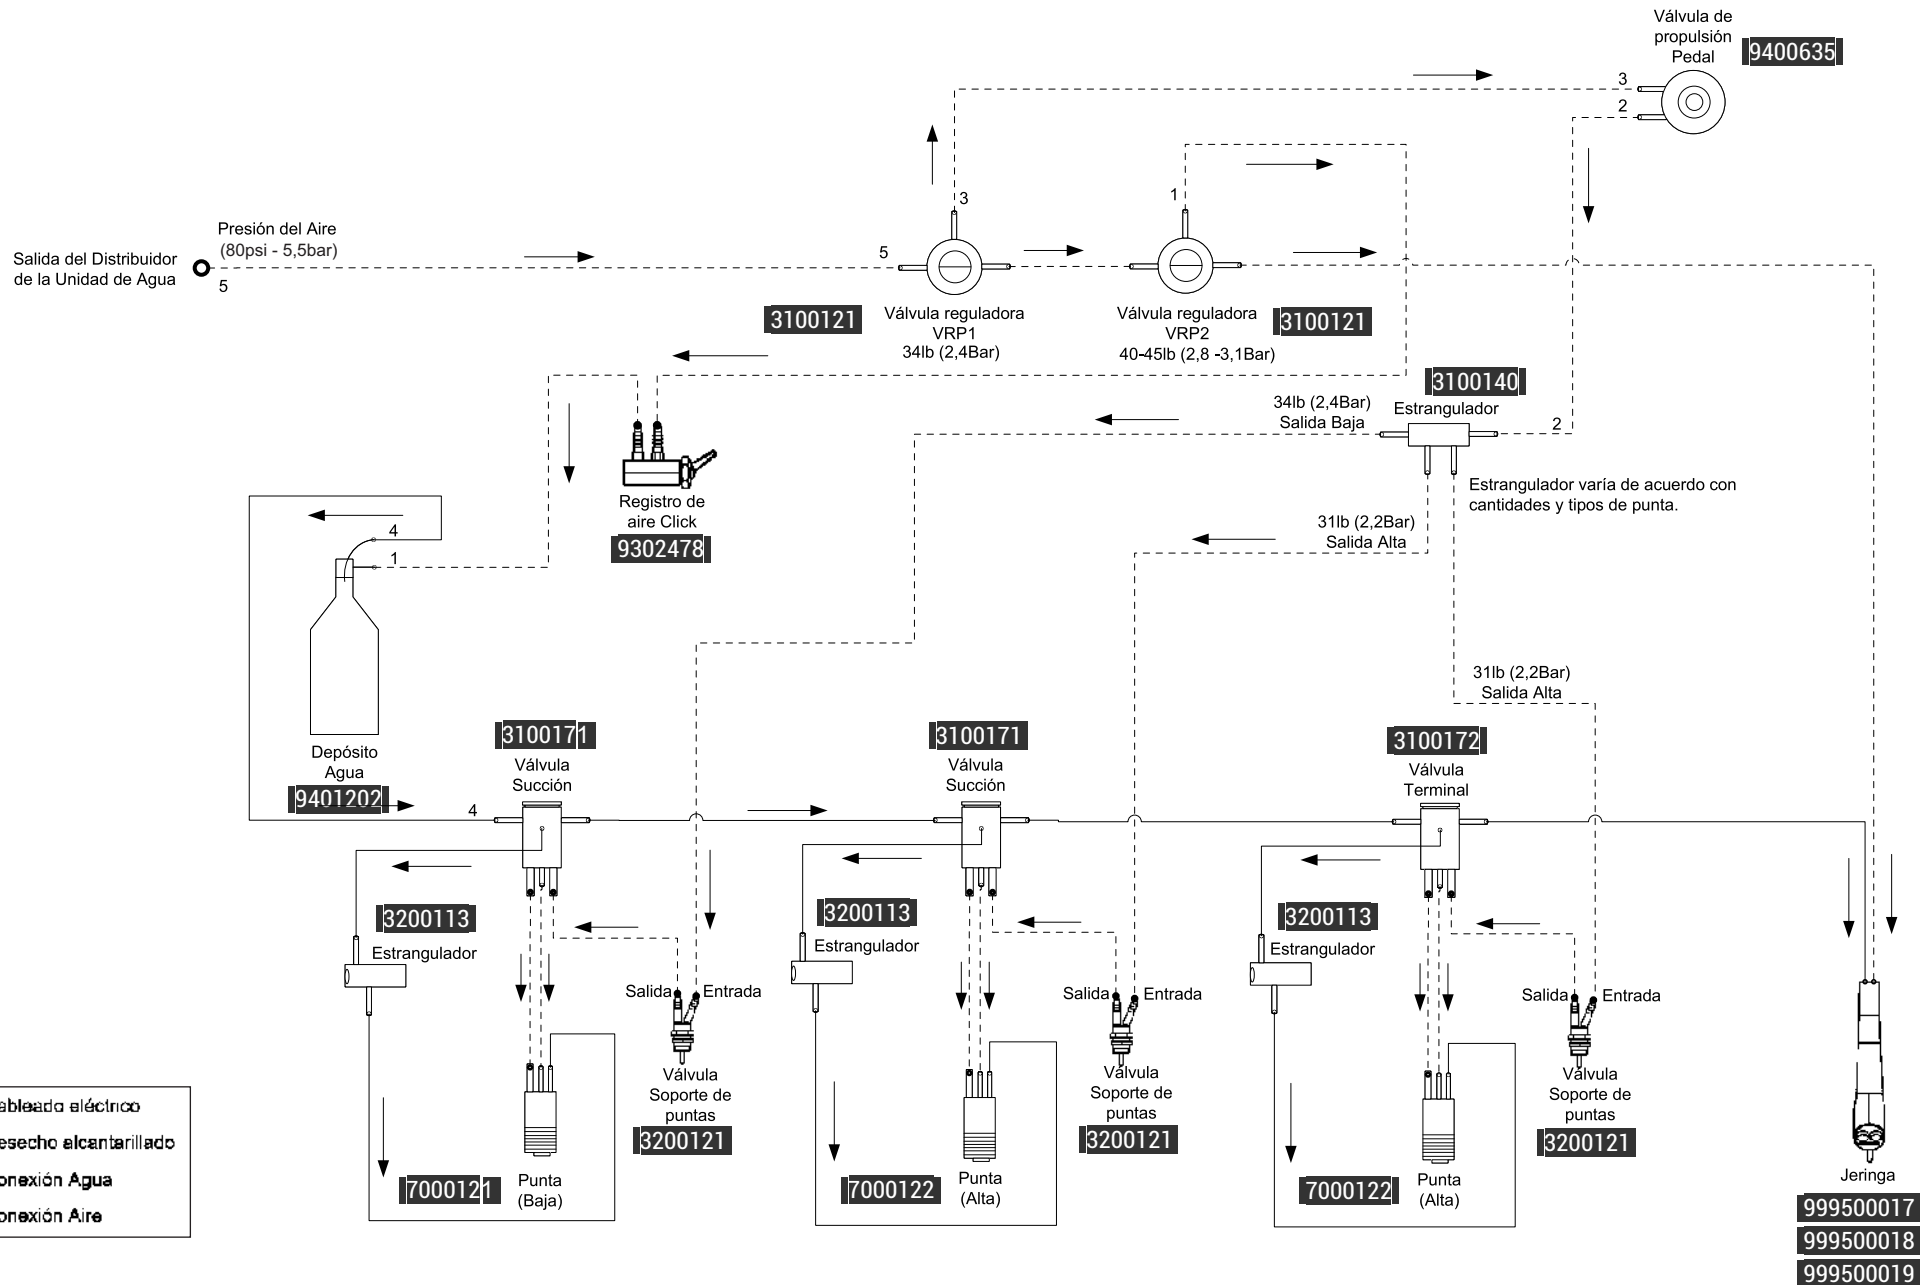 Válvula de
propulsión
Pedal
9400635
3
2
Presión del Aire
(80psi - 5,5bar)
Salida del Distribuidor
de la Unidad de Agua
5
5
3
1
3100121
Válvula reguladora
VRP1
34lb (2,4Bar)
Válvula reguladora
VRP2
40-45lb (2,8 -3,1Bar)
3100121
3100140
Estrangulador
34lb (2,4Bar)
Salida Baja
2
Estrangulador varía de acuerdo con
cantidades y tipos de punta.
31lb (2,2Bar)
Salida Alta
31lb (2,2Bar)
Salida Alta
Registro de
aire Click
9302478
4
1
Depósito
Agua
9401202
4
3100171
Válvula
Succión
3100171
Válvula
Succión
3100172
Válvula
Terminal
3200113
Estrangulador
3200113
Estrangulador
3200113
Estrangulador
Salida
Entrada
Salida
Entrada
Salida
Entrada
Válvula
Soporte de
puntas
3200121
Válvula
Soporte de
puntas
3200121
Válvula
Soporte de
puntas
3200121
7000121
Punta
(Baja)
7000122
Punta
(Alta)
7000122
Punta
(Alta)
Jeringa
999500017
999500018
999500019
ableado eléctrico
esecho alcantarillado
onexión Agua
onexión Aire